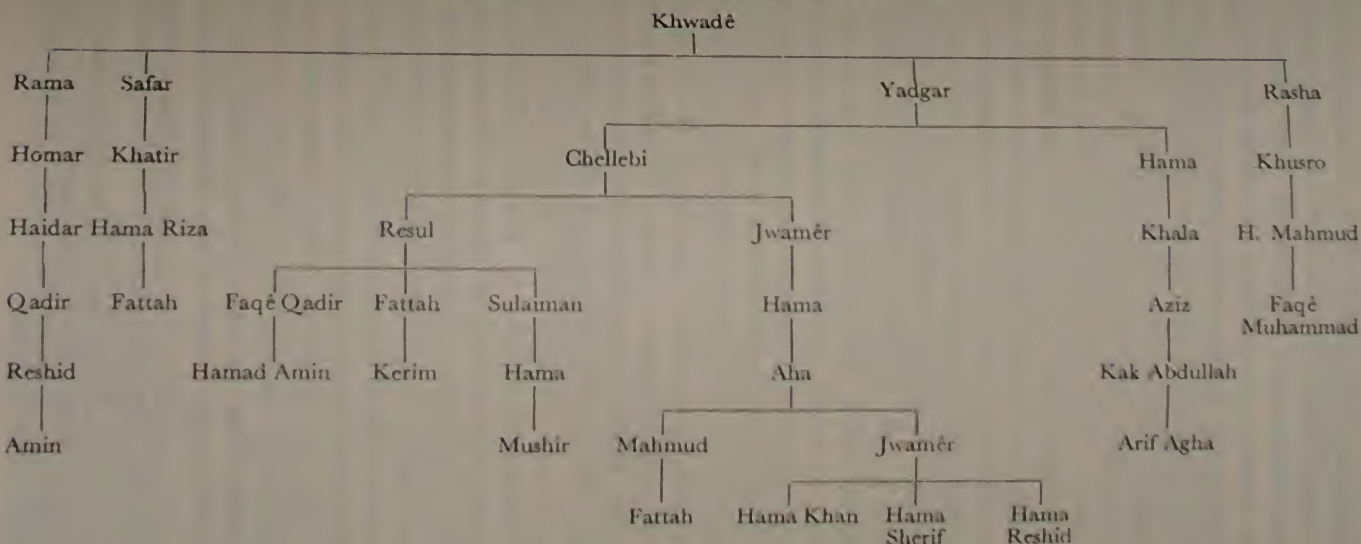 Khwadê
Rama Safar Yadgar Rasha
Homar Khatir Chellebi Hama Khusro
Haidar Hama Riza Resul Jwamêr Khala H. Mahmud
Qadir Fattah Faqê Qadir Fattah Sulaiman Hama Aziz Faqê
Muhammad
Reshid Hamad Amin Kerim Hama Aha Kak Abdullah
Amin Mushir Mahmud Jwamêr Arif Agha
Fattah Hama Khan Hama Hama
Sherif Reshid